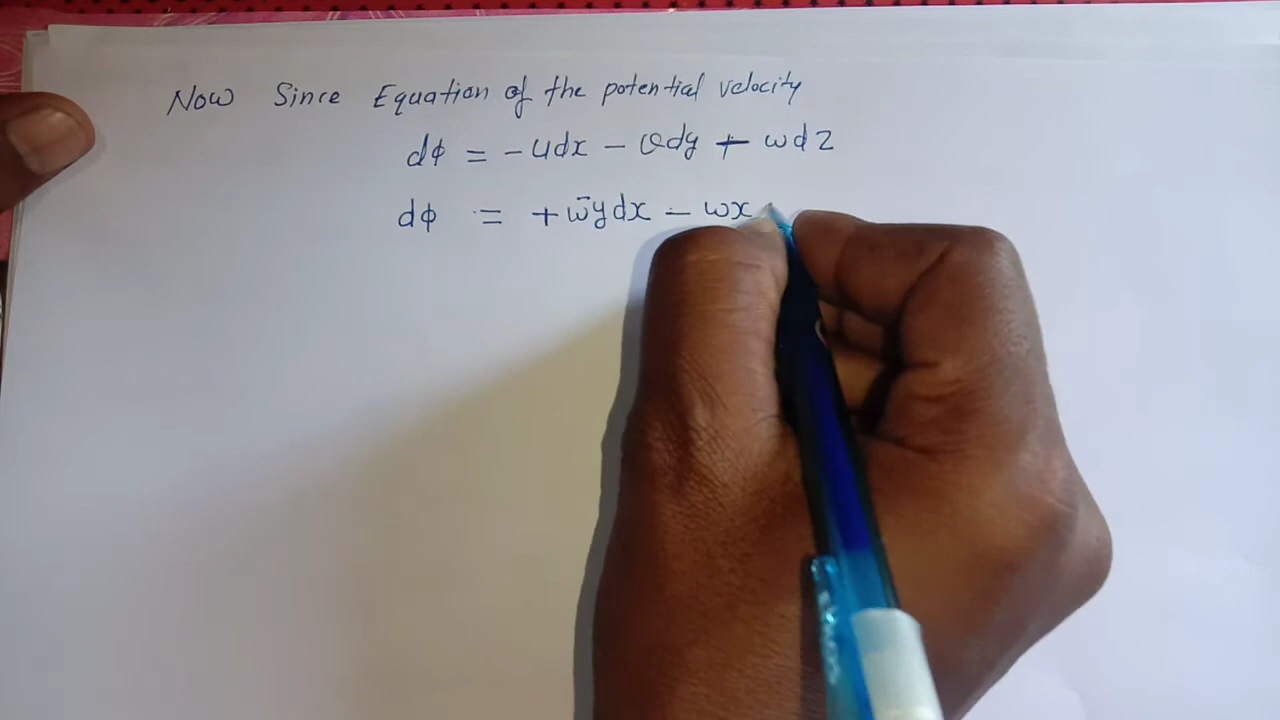 Now Since Equation of the potential velocity
dϕ = - udx - vdy + wdz
dϕ = + ω̄ydx - ωx